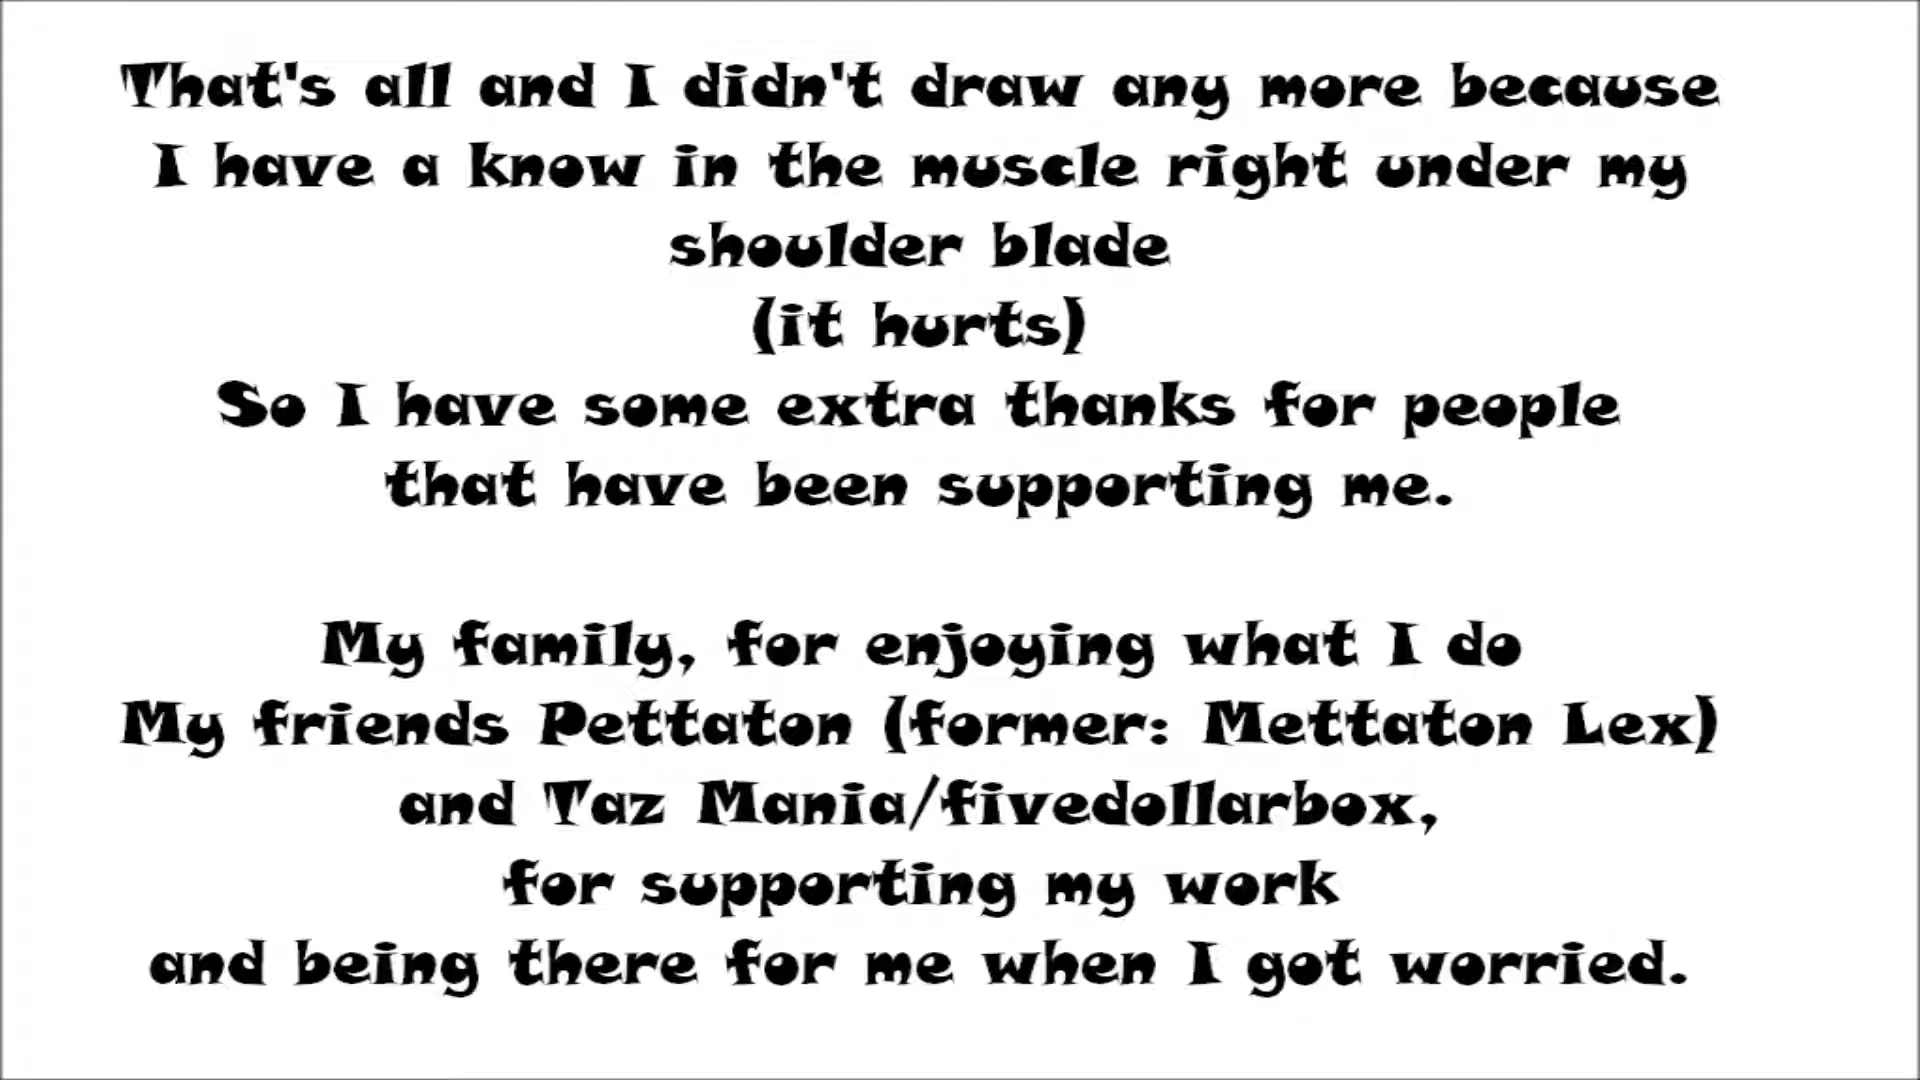 That's all and I didn't draw any more because
I have a know in the muscle right under my
shoulder blade
(it hurts)
So I have some extra thanks for people
that have been supporting me.
My family, for enjoying what I do
My friends Pettaton (former: Mettaton Lex)
and Taz Mania/fivedollarbox,
for supporting my work
and being there for me when I got worried.